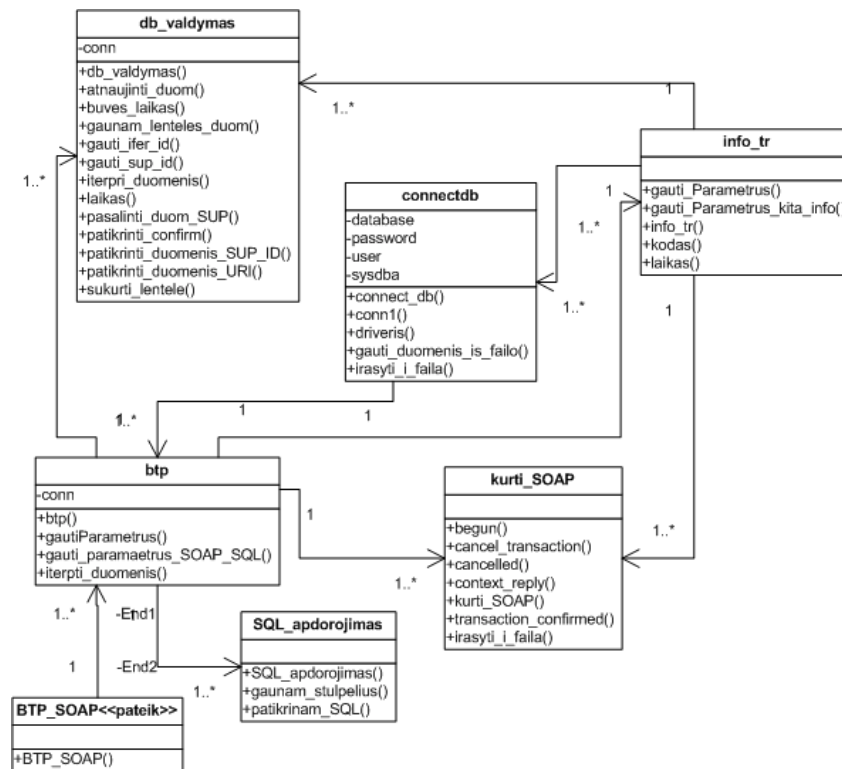 db_valdymas
-conn
+db_valdymas()
+atnaujinti_duom()
+buves_laikas()
+gaunam_lenteles_duom()
+gauti_ifer_id()
+gauti_sup_id()
+iterpri_duomenis()
+laikas()
+pasalinti_duom_SUP()
+patikrinti_confirm()
+patikrinti_duomenis_SUP_ID()
+patikrinti_duomenis_URI()
+sukurti_lentele()
1
1..*
info_tr
+gauti_Parametrus()
+gauti_Parametrus_kita_info()
+info_tr()
+kodas()
+laikas()
1..*
connectdb
-database
-password
-user
-sysdba
+connect_db()
+conn1()
+driveris()
+gauti_duomenis_is_failo()
+irasyti_i_faila()
1
1..*
1..*
1
1
1
1..*
btp
-conn
+btp()
+gautiParametrus()
+gauti_paramaetrus_SOAP_SQL()
+iterpti_duomenis()
kurti_SOAP
+begun()
+cancel_transaction()
+cancelled()
+context_reply()
+kurti_SOAP()
+transaction_confirmed()
+irasyti_i_faila()
1
1..*
1..*
1..*
-End1
1
-End2
1..*
SQL_apdorojimas
+SQL_apdorojimas()
+gaunam_stulpelius()
+patikrinam_SQL()
BTP_SOAP<<pateik>>
+BTP_SOAP()